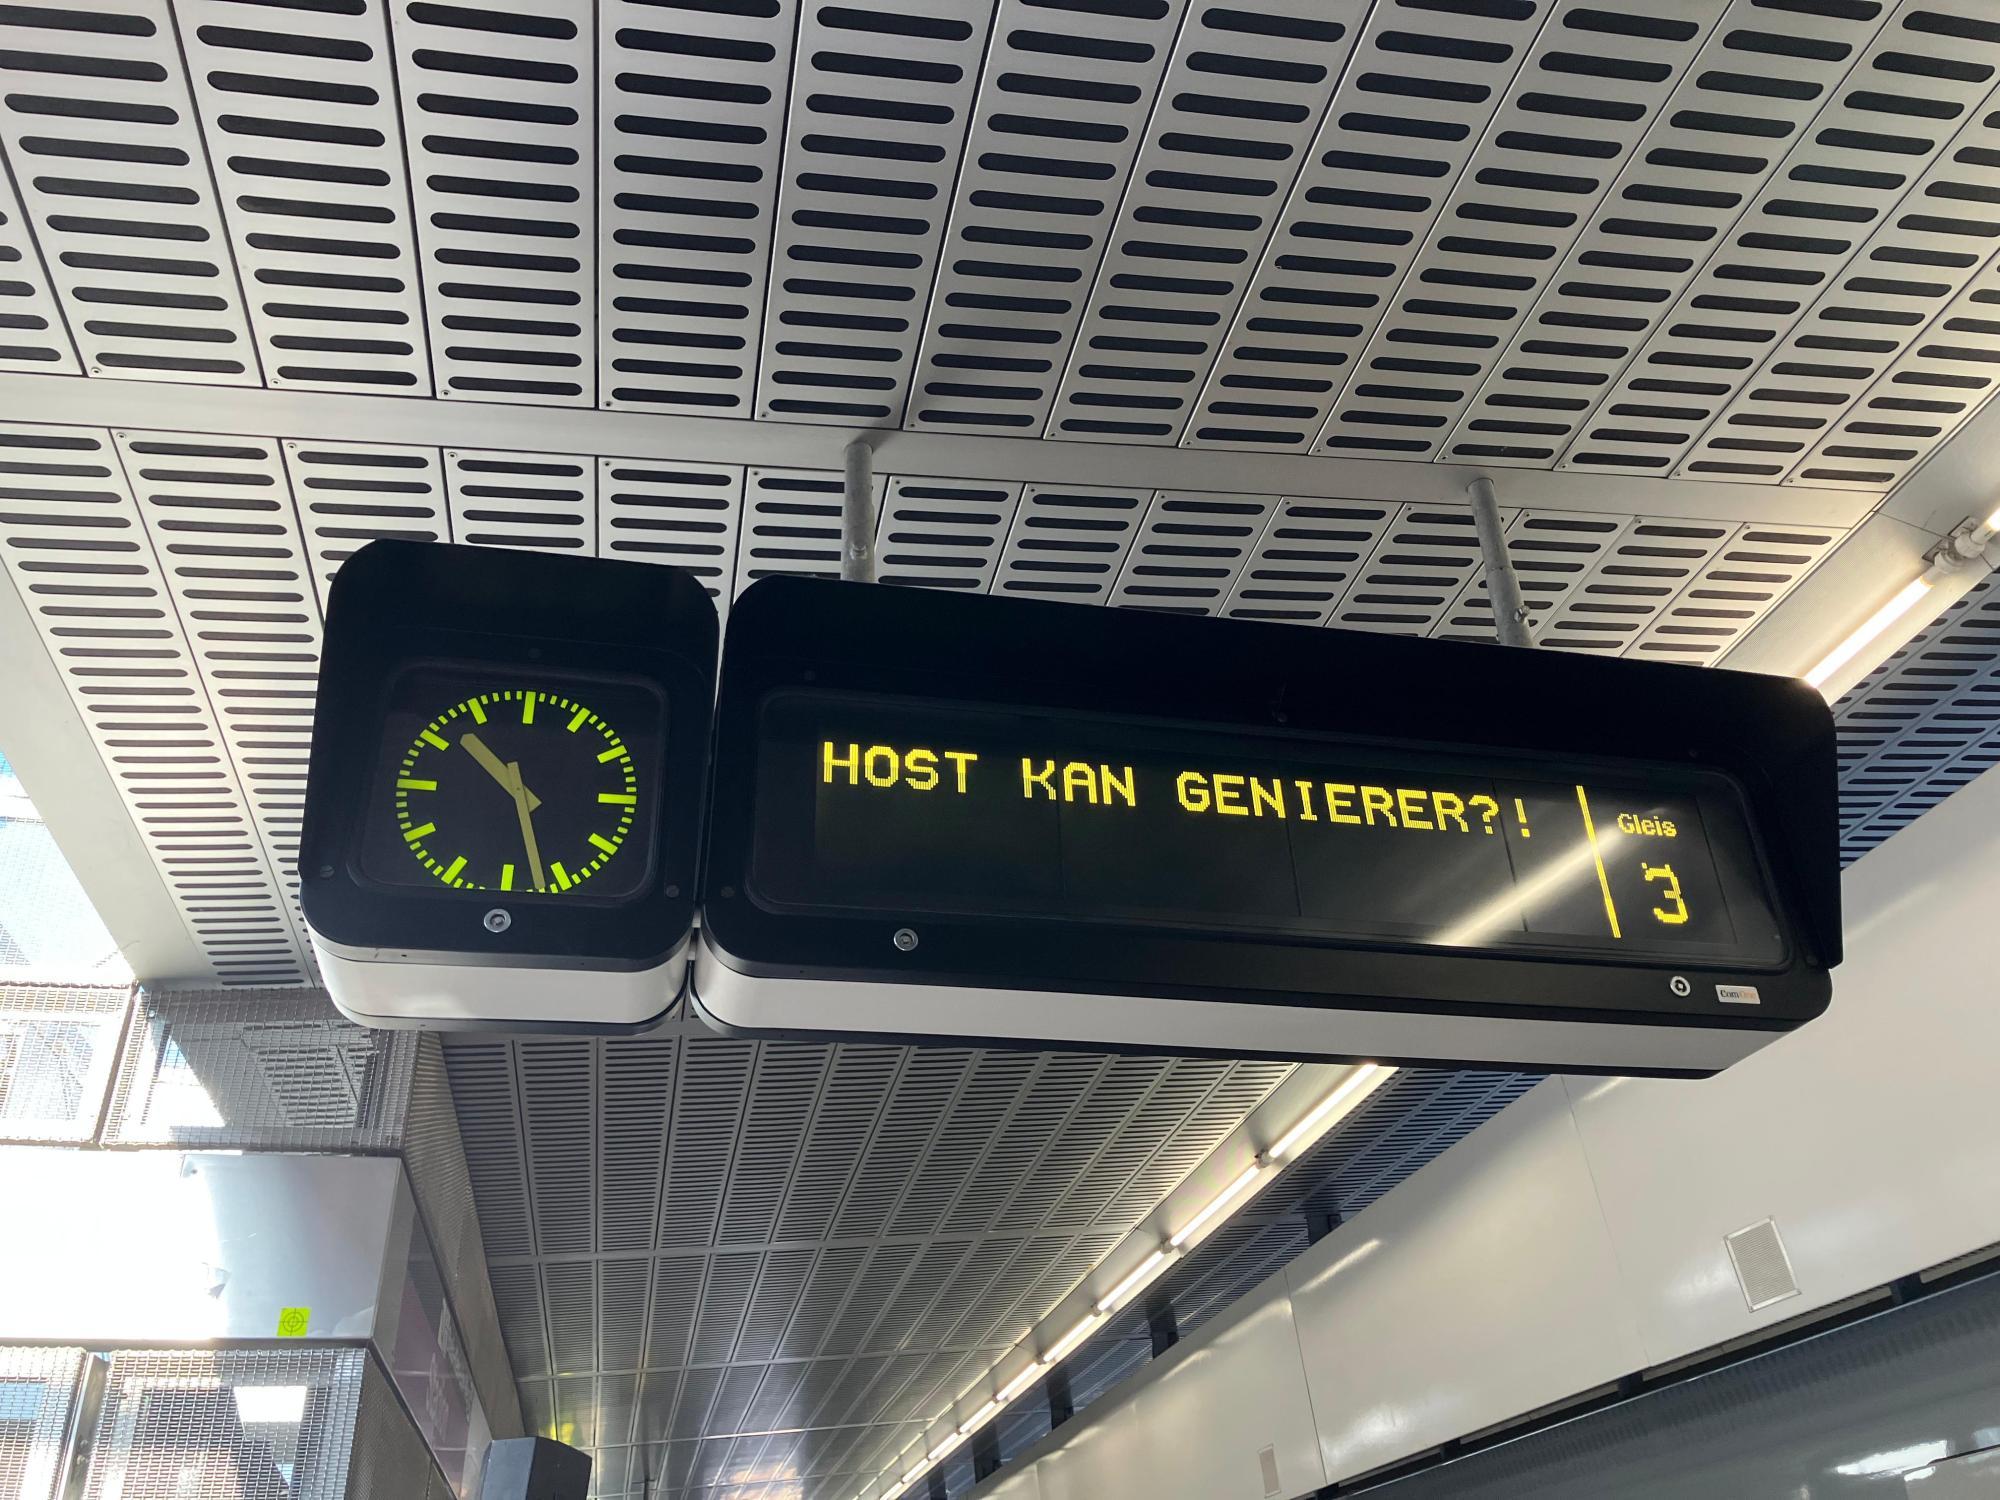 HOST KAN GENIERER?!
Gleis
3